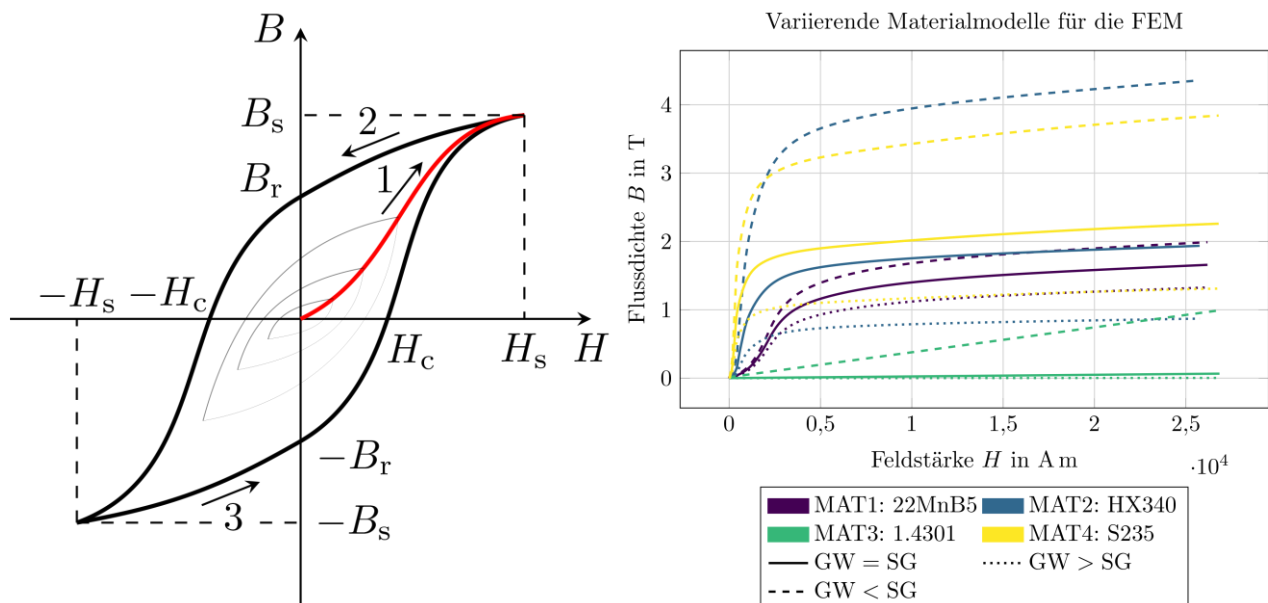 B
B_s
2
1
B_r
−H_s
−H_c
H_c
H_s
H
−B_r
3
−B_s
Variierende Materialmodelle für die FEM
Flussdichte B in T
4
3
2
1
0
0
0,5
1
1,5
2
2,5
Feldstärke H in A m
·10⁴
MAT1: 22MnB5 MAT2: HX340
MAT3: 1.4301 MAT4: S235
GW = SG GW > SG
GW < SG